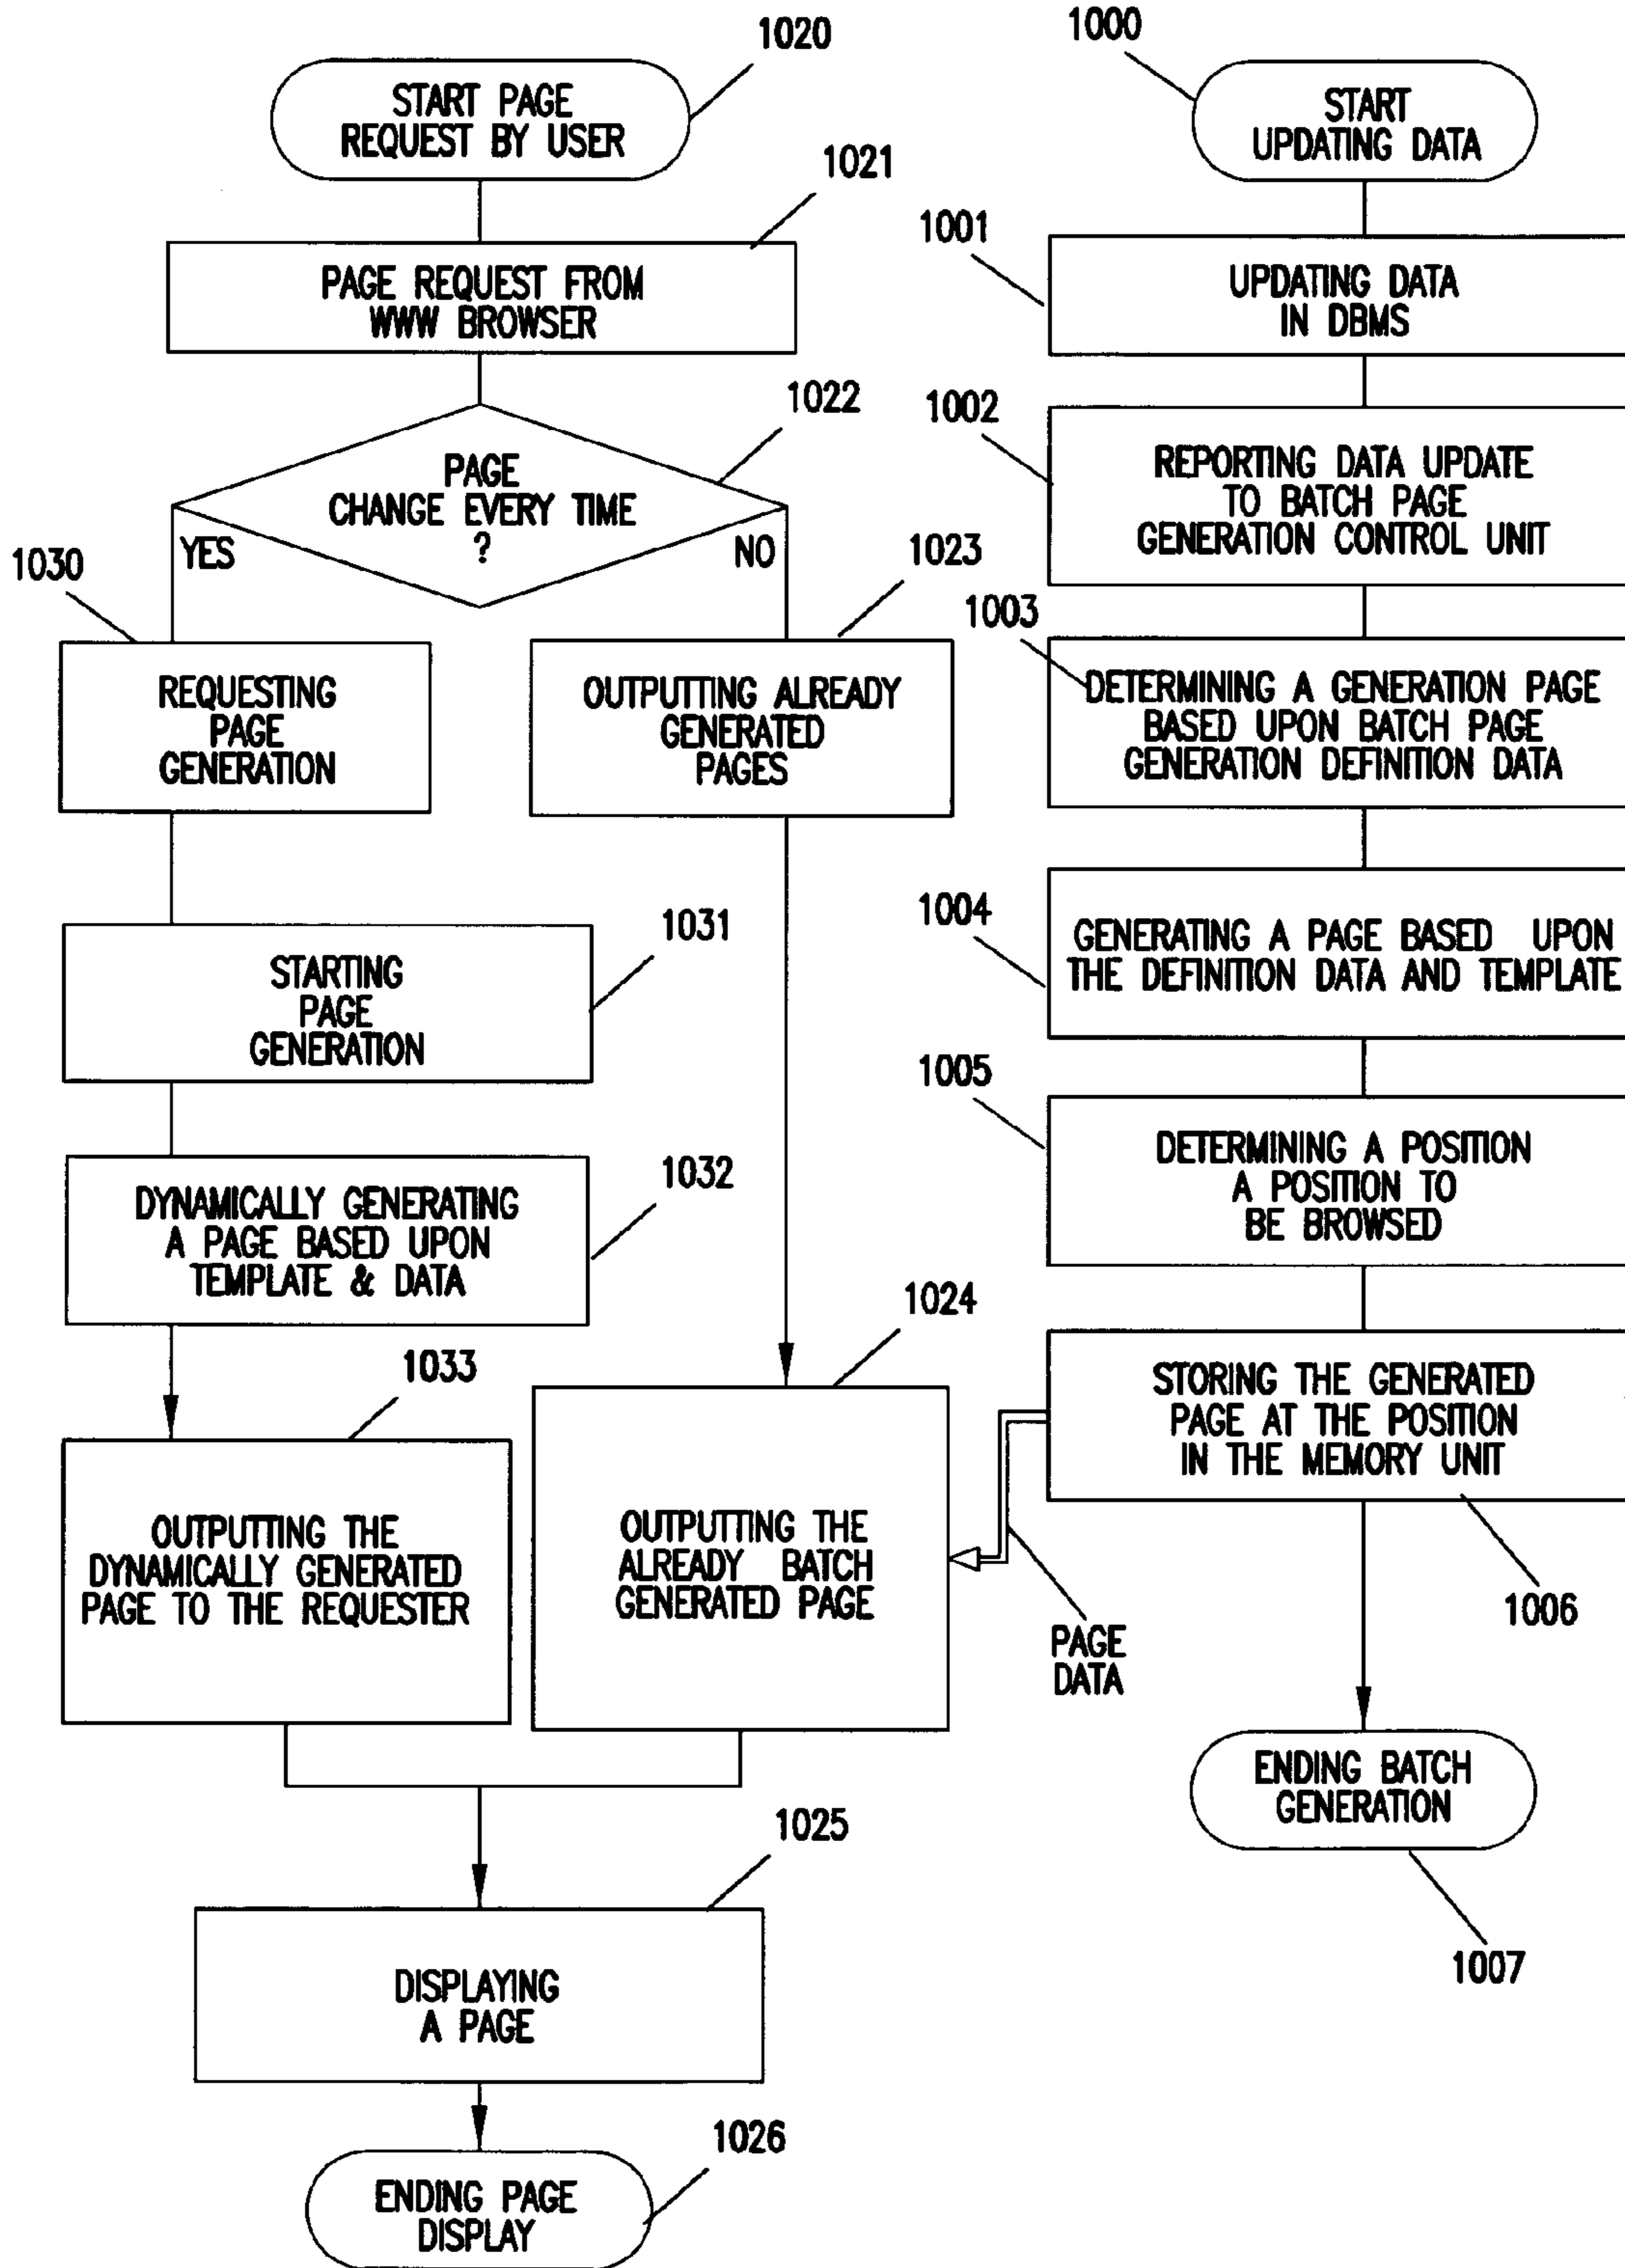 1020
START PAGE
REQUEST BY USER
1021
PAGE REQUEST FROM
WWW BROWSER
1022
PAGE
CHANGE EVERY TIME
?
YES
NO
1030
REQUESTING
PAGE
GENERATION
1023
OUTPUTTING ALREADY
GENERATED
PAGES
1031
STARTING
PAGE
GENERATION
1032
DYNAMICALLY GENERATING
A PAGE BASED UPON
TEMPLATE & DATA
1033
OUTPUTTING THE
DYNAMICALLY GENERATED
PAGE TO THE REQUESTER
1024
OUTPUTTING THE
ALREADY BATCH
GENERATED PAGE
1025
DISPLAYING
A PAGE
1026
ENDING PAGE
DISPLAY
1000
START
UPDATING DATA
1001
UPDATING DATA
IN DBMS
1002
REPORTING DATA UPDATE
TO BATCH PAGE
GENERATION CONTROL UNIT
1003
DETERMINING A GENERATION PAGE
BASED UPON BATCH PAGE
GENERATION DEFINITION DATA
1004
GENERATING A PAGE BASED UPON
THE DEFINITION DATA AND TEMPLATE
1005
DETERMINING A POSITION
A POSITION TO
BE BROWSED
STORING THE GENERATED
PAGE AT THE POSITION
IN THE MEMORY UNIT
1006
PAGE
DATA
ENDING BATCH
GENERATION
1007